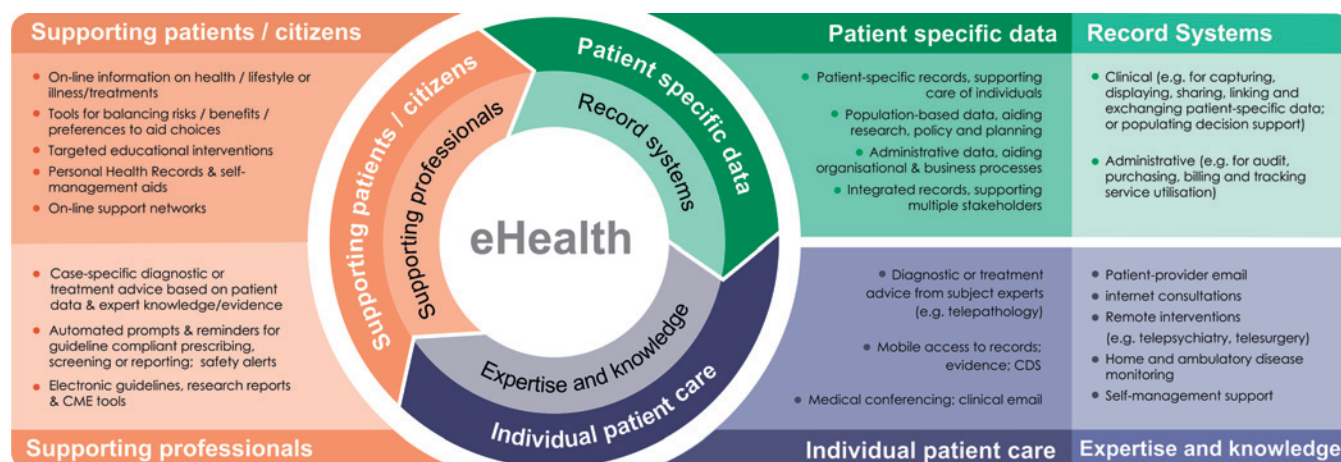 Supporting patients / citizens
On-line information on health / lifestyle or
illness/treatments
Tools for balancing risks / benefits /
preferences to aid choices
Targeted educational interventions
Personal Health Records & self-
management aids
On-line support networks
Case-specific diagnostic or
treatment advice based on patient
data & expert knowledge/evidence
Automated prompts & reminders for
guideline compliant prescribing,
screening or reporting; safety alerts
Electronic guidelines, research reports
& CME tools
Supporting professionals
Supporting patients / citizens
Supporting professionals
Patient specific data
Record systems
eHealth
Expertise and knowledge
Individual patient care
Patient specific data
Patient-specific records, supporting
care of individuals
Population-based data, aiding
research, policy and planning
Administrative data, aiding
organisational & business processes
Integrated records, supporting
multiple stakeholders
Record Systems
Clinical (e.g. for capturing,
displaying, sharing, linking and
exchanging patient-specific data;
or populating decision support)
Administrative (e.g. for audit,
purchasing, billing and tracking
service utilisation)
Diagnostic or treatment
advice from subject experts
(e.g. telepathology)
Mobile access to records;
evidence; CDS
Medical conferencing; clinical email
Individual patient care
Patient-provider email
internet consultations
Remote interventions
(e.g. telepsychiatry, telesurgery)
Home and ambulatory disease
monitoring
Self-management support
Expertise and knowledge